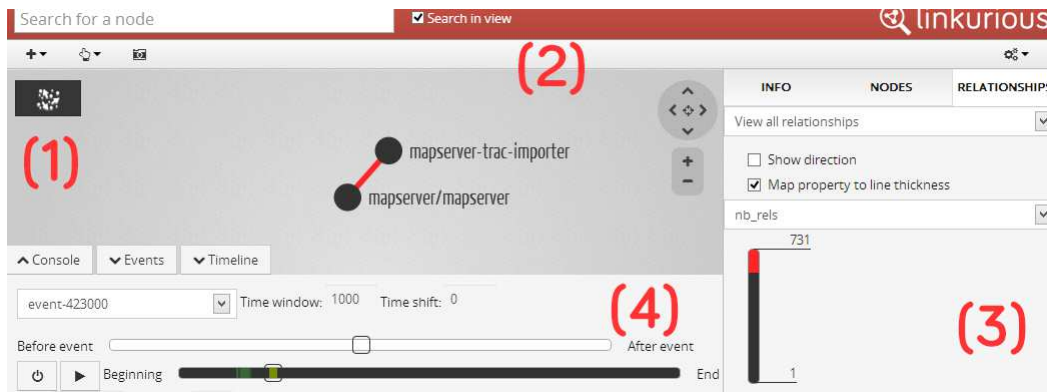 Search for a node
Search in view
linkurious
(2)
INFO NODES RELATIONSHIPS
(1)
View all relationships
mapserver-trac-importer
Show direction
mapserver/mapserver
Map property to line thickness
nb_rels
731
Console Events Timeline
event-423000 Time window: 1000 Time shift: 0
(4)
(3)
Before event After event
Beginning End
1